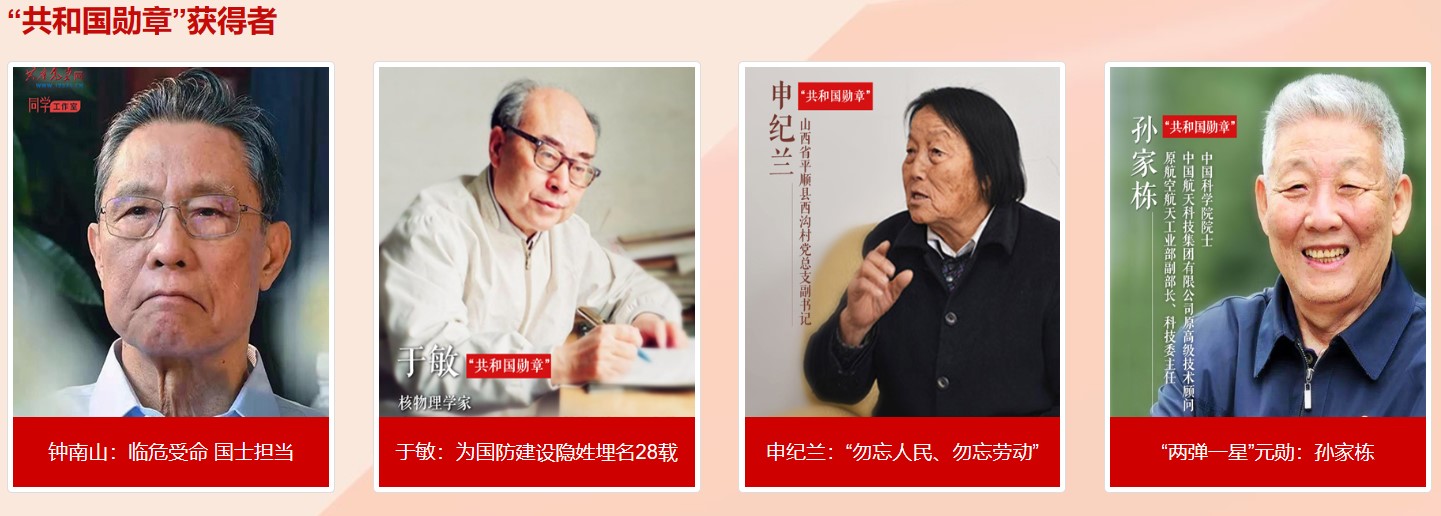 “共和国勋章”获得者
同学工作室
钟南山：临危受命 国士担当
于敏
“共和国勋章”
核物理学家
于敏：为国防建设隐姓埋名28载
申纪兰
“共和国勋章”
山西省平顺县西沟村党总支副书记
申纪兰：“勿忘人民、勿忘劳动”
孙家栋
“共和国勋章”
中国科学院院士
中国航天科技集团有限公司原高级技术顾问
原航空航天工业部副部长、科技委主任
“两弹一星”元勋：孙家栋